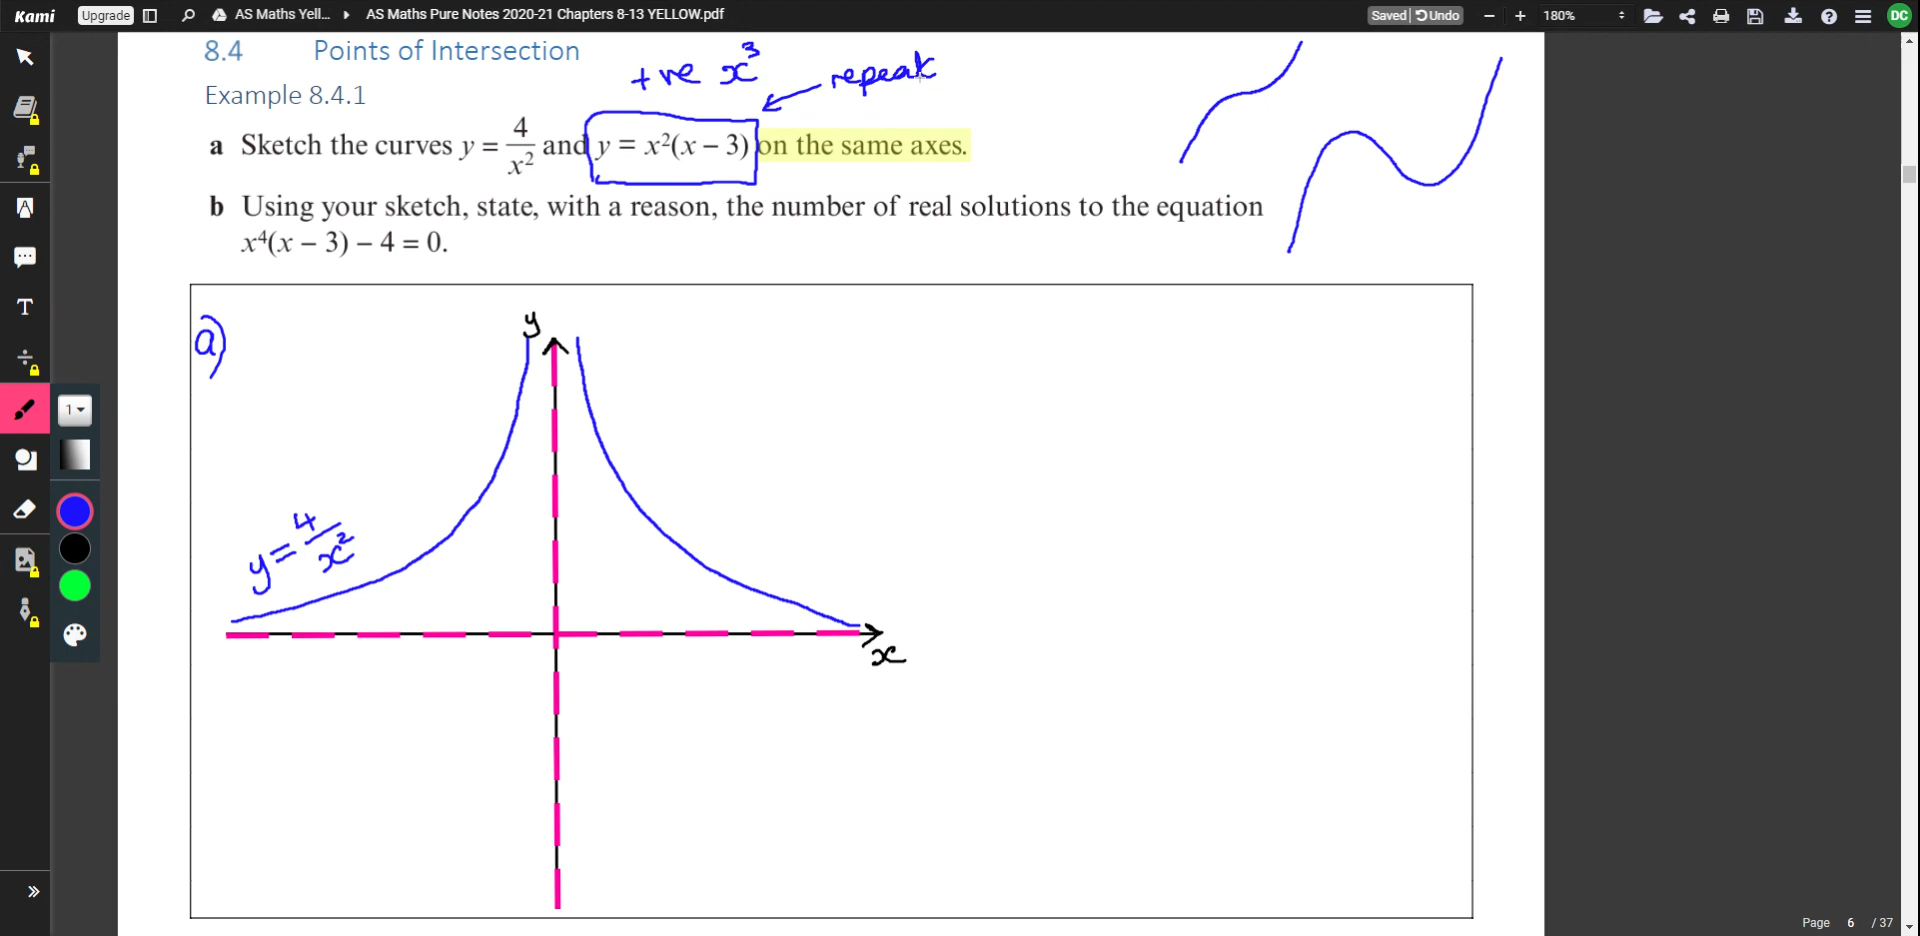 Kami Upgrade AS Maths Yell... AS Maths Pure Notes 2020-21 Chapters 8-13 YELLOW.pdf Saved Undo 180% DC
8.4 Points of Intersection
+ve x³ repeat
Example 8.4.1
a Sketch the curves y = 4/x² and y = x²(x – 3) on the same axes.
b Using your sketch, state, with a reason, the number of real solutions to the equation
x⁴(x – 3) – 4 = 0.
a)
y
1
y = 4/x²
x
Page 6 / 37